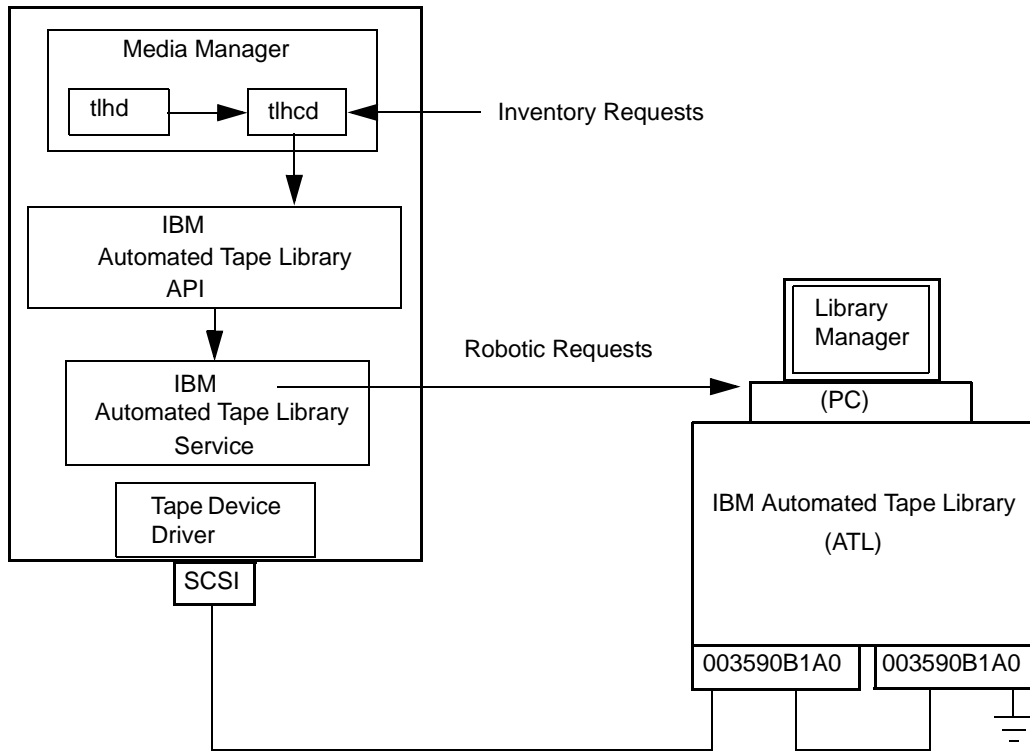 Media Manager
tlhd
tlhcd
Inventory Requests
IBM
Automated Tape Library
API
Robotic Requests
IBM
Automated Tape Library
Service
Tape Device
Driver
SCSI
Library
Manager
(PC)
IBM Automated Tape Library
(ATL)
003590B1A0
003590B1A0